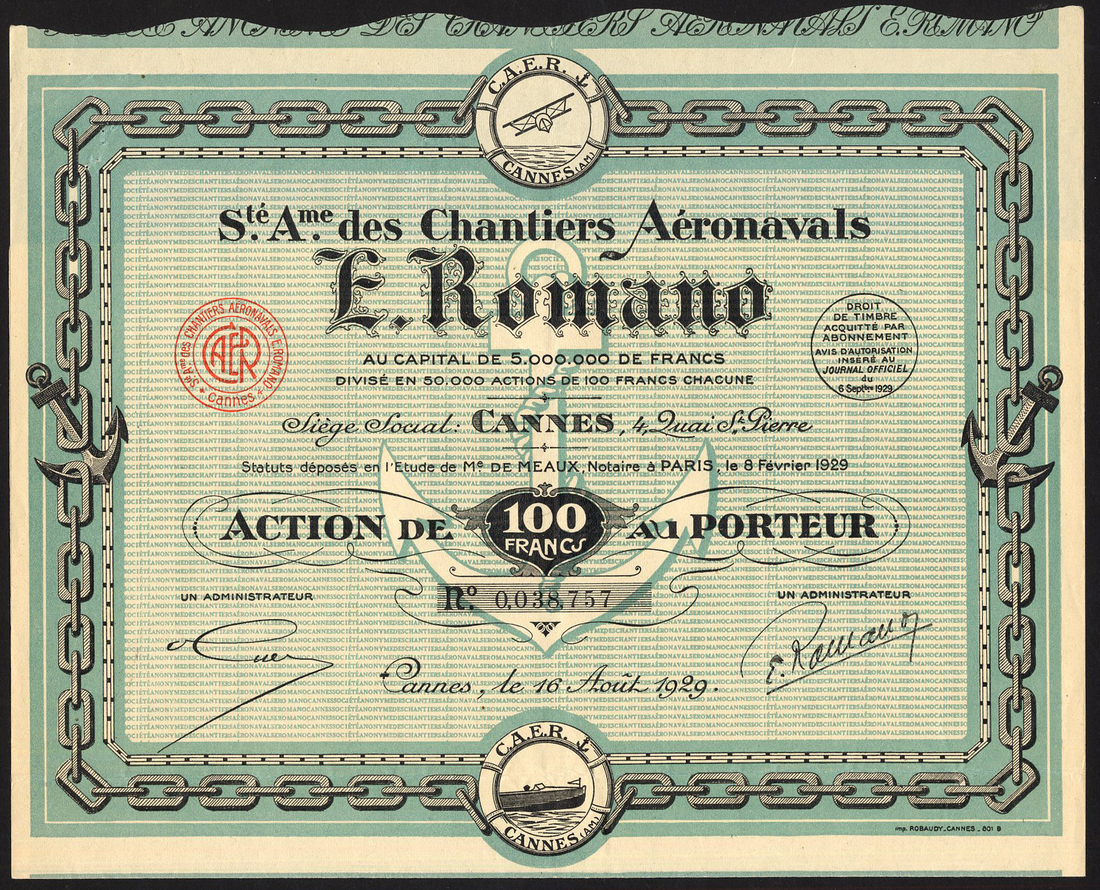 C.A.E.R.
CANNES.(A.M.)
Sté. Ame. des Chantiers Aéronavals
E. Romano
AU CAPITAL DE 5.000.000 DE FRANCS
DIVISÉ EN 50.000 ACTIONS DE 100 FRANCS CHACUNE
Siège Social: CANNES, 4, Quai St. Pierre
Statuts déposés en l'Etude de Me DE MEAUX, Notaire à PARIS, le 8 Février 1929
Sté. Ame. des CHANTIERS AÉRONAVALS E. ROMANO
CAER
Cannes
DROIT
DE TIMBRE
ACQUITTÉ PAR
ABONNEMENT
AVIS D'AUTORISATION
INSÉRÉ AU
JOURNAL OFFICIEL
du
6 Septbre 1929
ACTION DE 100 FRANCS AU PORTEUR
No. 0,038,757
UN ADMINISTRATEUR
UN ADMINISTRATEUR
E. Romano
Cannes, le 16 Août 1929.
C.A.E.R.
CANNES.(A.M.)
Imp. ROBAUDY_CANNES_801 B